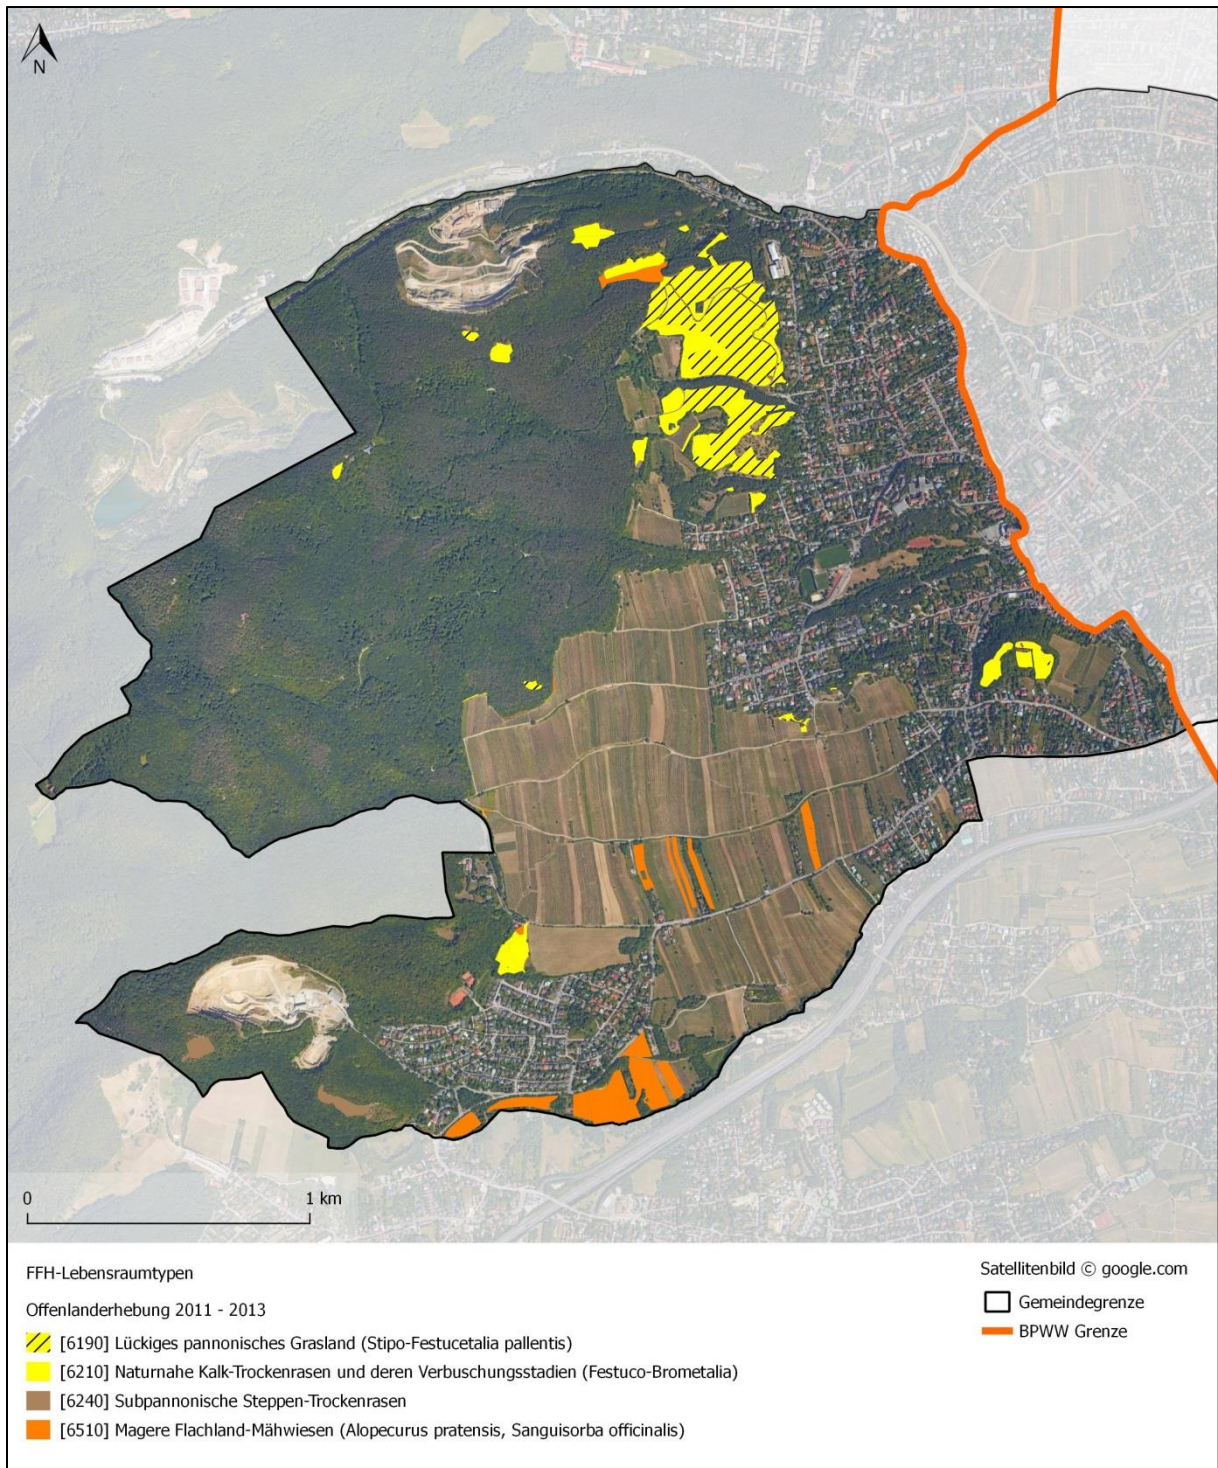 N
0 1 km
FFH-Lebensraumtypen
Offenlanderhebung 2011 - 2013
[6190] Lückiges pannonisches Grasland (Stipo-Festucetalia pallentis)
[6210] Naturnahe Kalk-Trockenrasen und deren Verbuschungsstadien (Festuco-Brometalia)
[6240] Subpannonische Steppen-Trockenrasen
[6510] Magere Flachland-Mähwiesen (Alopecurus pratensis, Sanguisorba officinalis)
Satellitenbild © google.com
Gemeindegrenze
BPWW Grenze